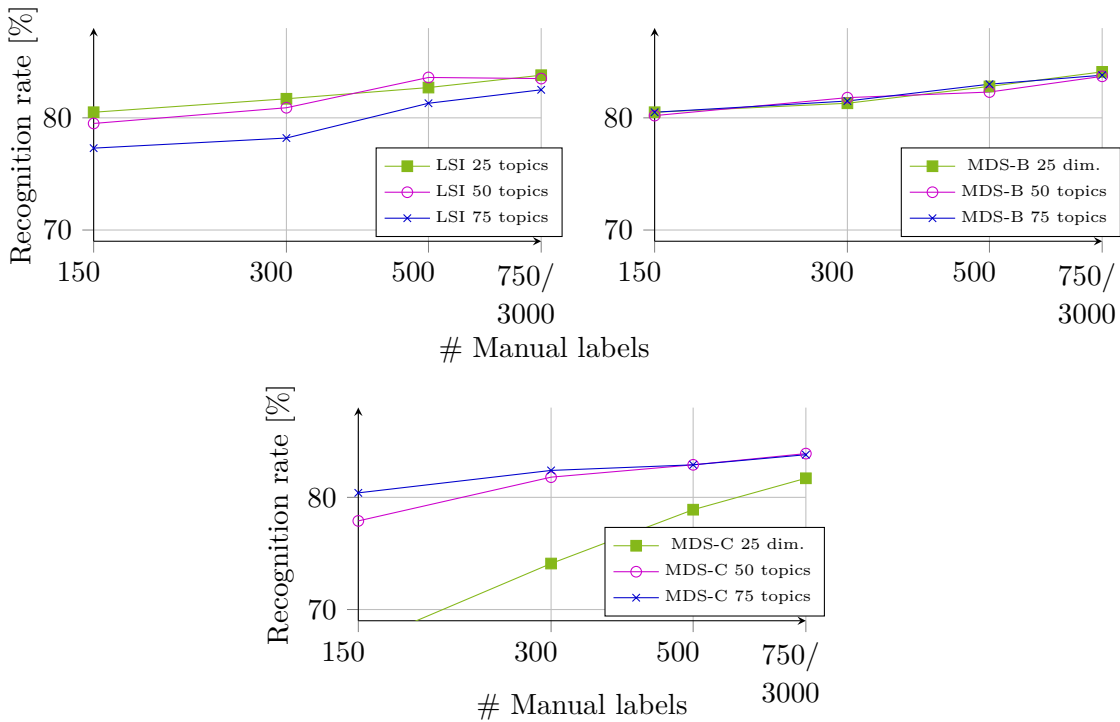 Recognition rate [%]
80
70
LSI 25 topics
LSI 50 topics
LSI 75 topics
150
300
500
750/
3000
MDS-B 25 dim.
MDS-B 50 topics
MDS-B 75 topics
150
300
500
750/
3000
# Manual labels
Recognition rate [%]
80
70
MDS-C 25 dim.
MDS-C 50 topics
MDS-C 75 topics
150
300
500
750/
3000
# Manual labels